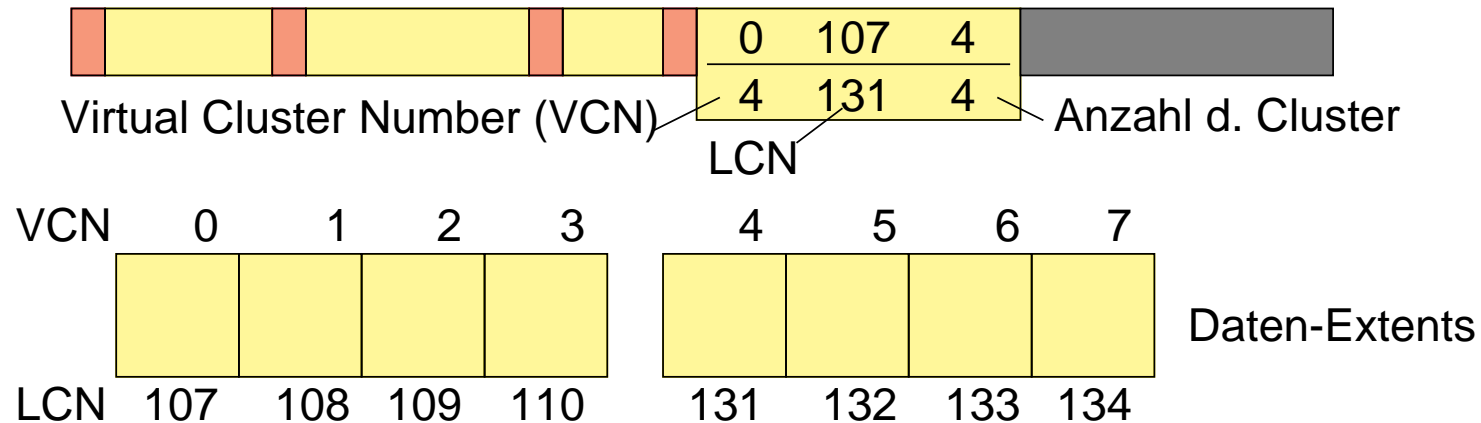 0 107 4
4 131 4
Virtual Cluster Number (VCN)
Anzahl d. Cluster
LCN
VCN 0 1 2 3 4 5 6 7
Daten-Extents
LCN 107 108 109 110 131 132 133 134